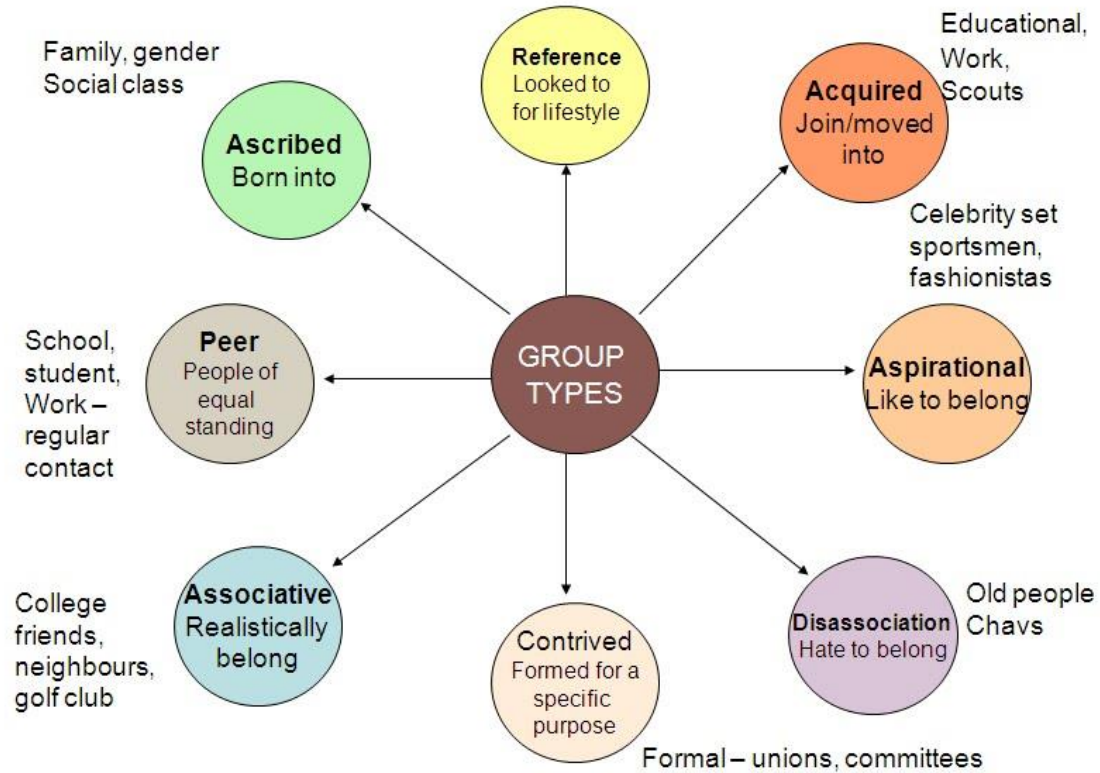 Family, gender
Social class
Ascribed
Born into
Reference
Looked to
for lifestyle
Educational,
Work,
Scouts
Acquired
Join/moved
into
Celebrity set
sportsmen,
fashionistas
School,
student,
Work –
regular
contact
Peer
People of
equal
standing
GROUP
TYPES
Aspirational
Like to belong
College
friends,
neighbours,
golf club
Associative
Realistically
belong
Contrived
Formed for a
specific
purpose
Formal – unions, committees
Disassociation
Hate to belong
Old people
Chavs